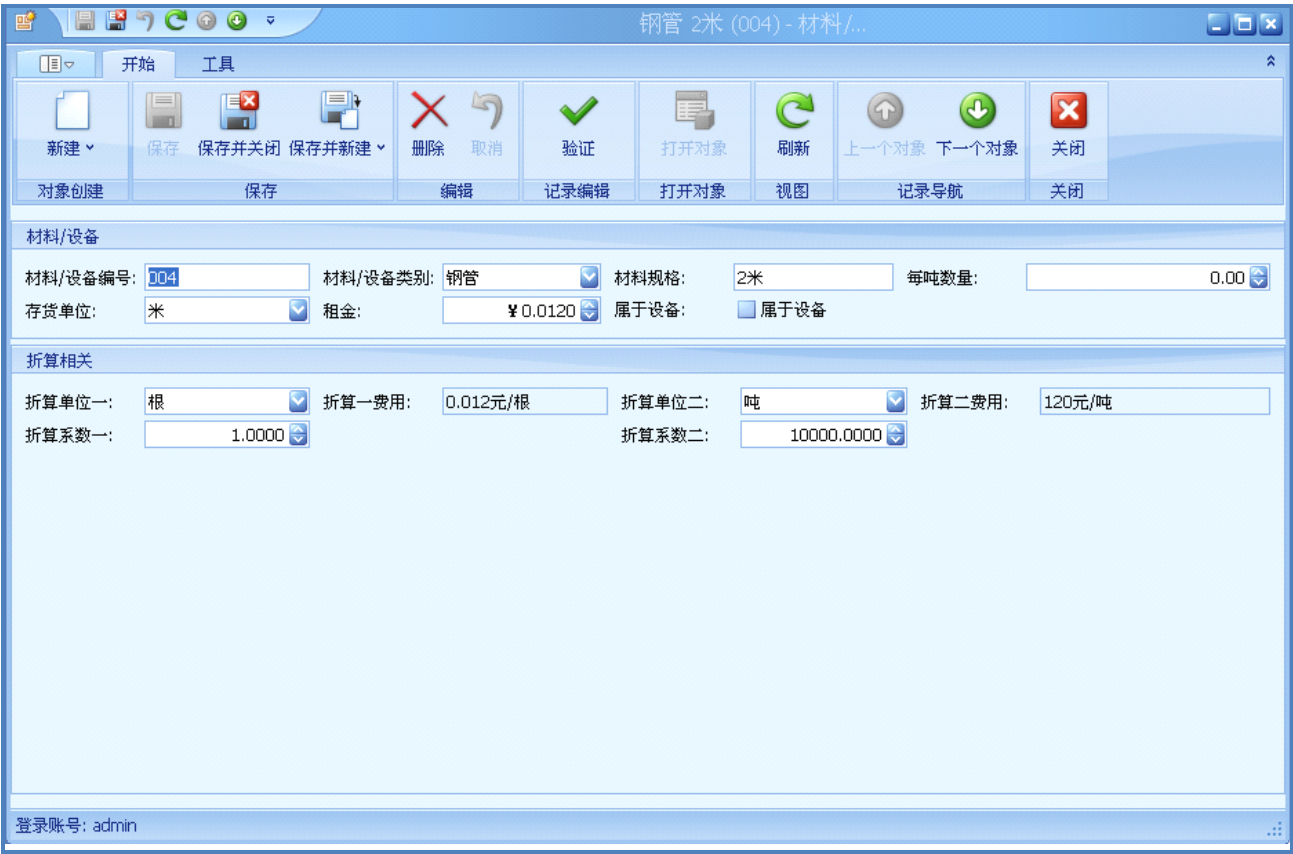 钢管 2米 (004) - 材料/...
开始 工具
新建 保存 保存并关闭 保存并新建 删除 取消 验证 打开对象 刷新 上一个对象 下一个对象 关闭
对象创建 保存 编辑 记录编辑 打开对象 视图 记录导航 关闭
材料/设备
材料/设备编号: 004 材料/设备类别: 钢管 材料规格: 2米 每吨数量: 0.00
存货单位: 米 租金: ¥0.0120 属于设备: 属于设备
折算相关
折算单位一: 根 折算一费用: 0.012元/根 折算单位二: 吨 折算二费用: 120元/吨
折算系数一: 1.0000 折算系数二: 10000.0000
登录账号: admin